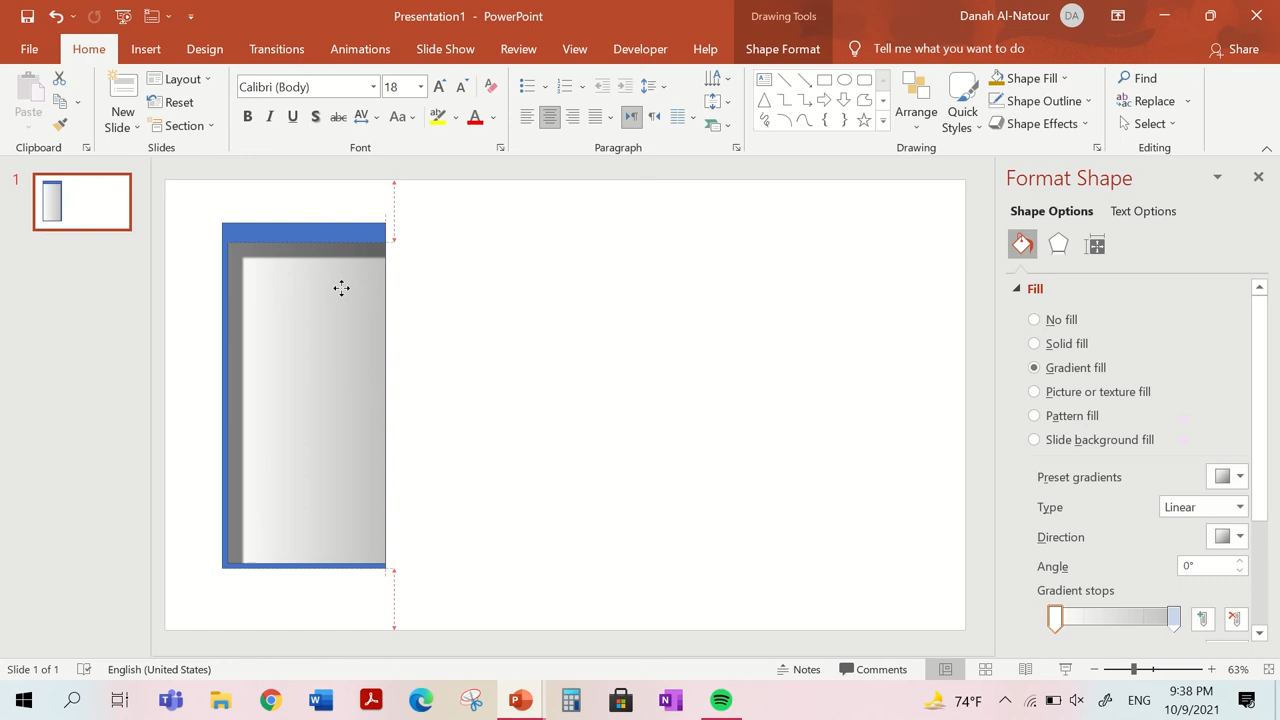 Presentation1 - PowerPoint
Drawing Tools
Danah Al-Natour
DA
File
Home
Insert
Design
Transitions
Animations
Slide Show
Review
View
Developer
Help
Shape Format
Tell me what you want to do
Share
Paste
New
Slide
Layout
Reset
Section
Calibri (Body)
18
A A A
B I U S abc AV Aa A
Arrange
Quick
Styles
Shape Fill
Shape Outline
Shape Effects
Find
Replace
Select
Clipboard
Slides
Font
Paragraph
Drawing
Editing
1
Format Shape
Shape Options
Text Options
Fill
No fill
Solid fill
Gradient fill
Picture or texture fill
Pattern fill
Slide background fill
Preset gradients
Type
Linear
Direction
Angle
0°
Gradient stops
Slide 1 of 1
English (United States)
Notes
Comments
63%
74°F
ENG
9:38 PM
10/9/2021